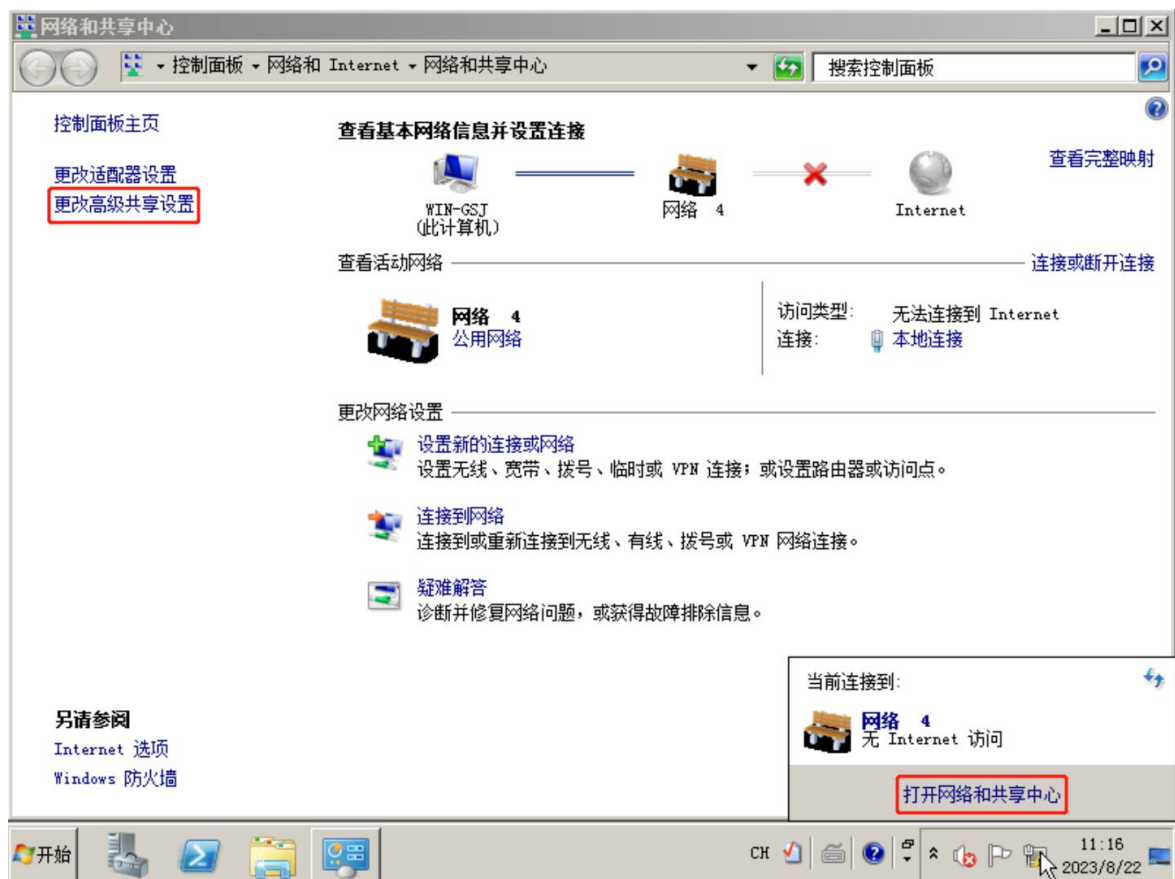 网络和共享中心
控制面板 网络和 Internet 网络和共享中心
搜索控制面板
控制面板主页
更改适配器设置
更改高级共享设置
查看基本网络信息并设置连接
查看完整映射
WIN-GSJ
(此计算机)
网络 4
Internet
查看活动网络
连接或断开连接
网络 4
公用网络
访问类型: 无法连接到 Internet
连接: 本地连接
更改网络设置
设置新的连接或网络
设置无线、宽带、拨号、临时或 VPN 连接；或设置路由器或访问点。
连接到网络
连接到或重新连接到无线、有线、拨号或 VPN 网络连接。
疑难解答
诊断并修复网络问题，或获得故障排除信息。
另请参阅
Internet 选项
Windows 防火墙
当前连接到:
网络 4
无 Internet 访问
打开网络和共享中心
开始
CH
11:16
2023/8/22